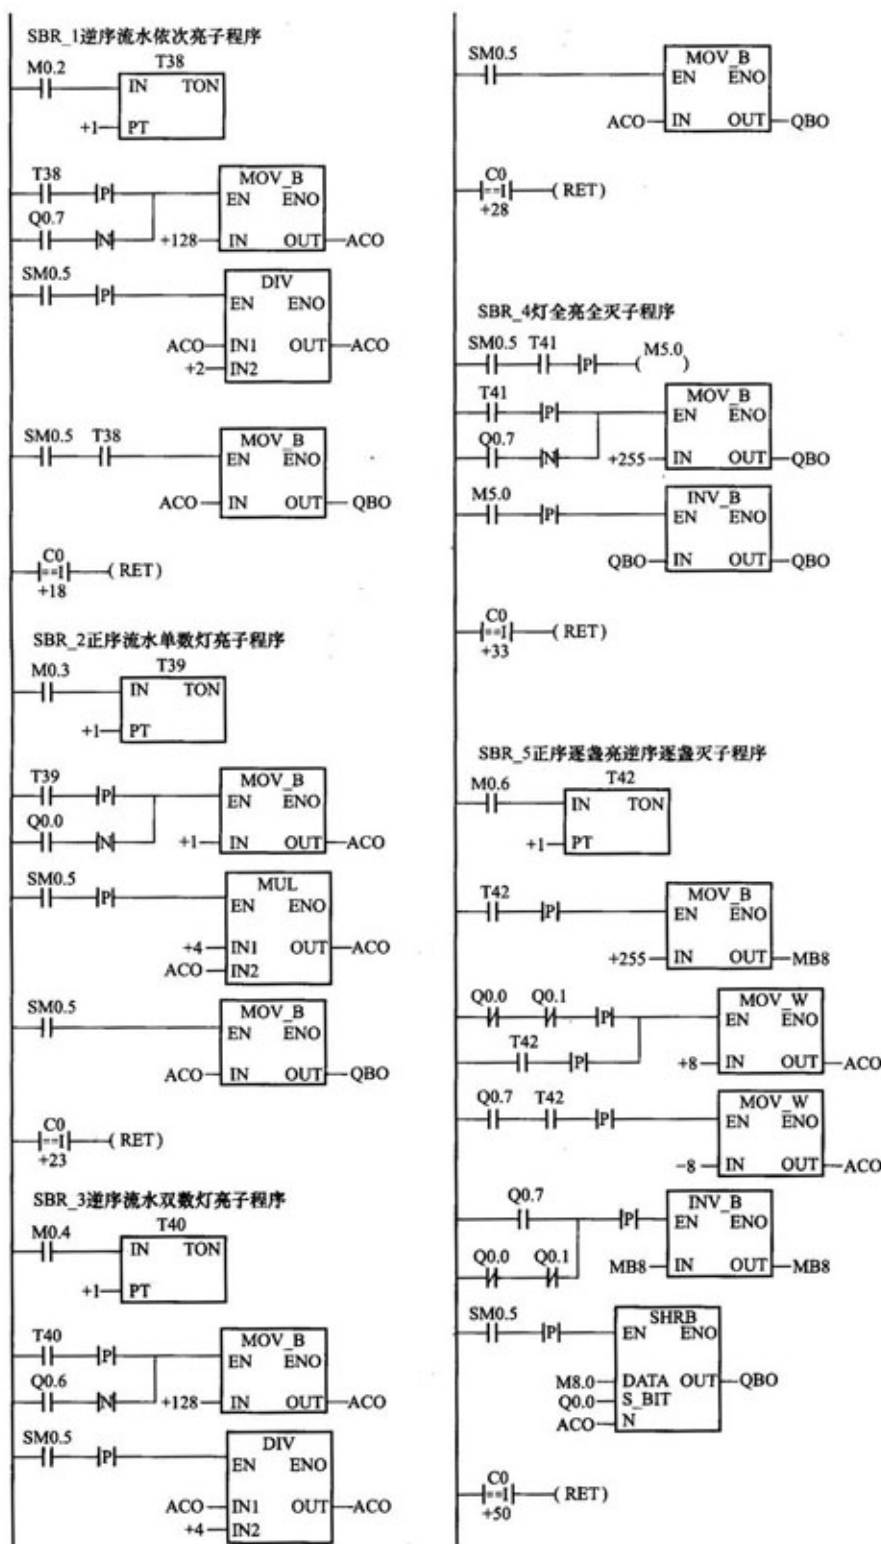 SBR_1逆序流水依次亮子程序
M0.2 T38
IN TON
+1 PT
T38 P MOV_B
EN ENO
Q0.7 N
+128 IN OUT ACO
SM0.5 P DIV
EN ENO
ACO IN1 OUT ACO
+2 IN2
SM0.5 T38 MOV_B
EN ENO
ACO IN OUT QBO
C0
==I (RET)
+18
SBR_2正序流水单数灯亮子程序
M0.3 T39
IN TON
+1 PT
T39 P MOV_B
EN ENO
Q0.0 N
+1 IN OUT ACO
SM0.5 P MUL
EN ENO
+4 IN1 OUT ACO
ACO IN2
SM0.5 MOV_B
EN ENO
ACO IN OUT QBO
C0
==I (RET)
+23
SBR_3逆序流水双数灯亮子程序
M0.4 T40
IN TON
+1 PT
T40 P MOV_B
EN ENO
Q0.6 N
+128 IN OUT ACO
SM0.5 P DIV
EN ENO
ACO IN1 OUT ACO
+4 IN2
SM0.5 MOV_B
EN ENO
ACO IN OUT QBO
C0
==I (RET)
+28
SBR_4灯全亮全灭子程序
SM0.5 T41 P (M5.0)
T41 P MOV_B
EN ENO
Q0.7 N
+255 IN OUT QBO
M5.0 P INV_B
EN ENO
QBO IN OUT QBO
C0
==I (RET)
+33
SBR_5正序逐盏亮逆序逐盏灭子程序
M0.6 T42
IN TON
+1 PT
T42 P MOV_B
EN ENO
+255 IN OUT MB8
Q0.0 Q0.1 P MOV_W
EN ENO
T42 P
+8 IN OUT ACO
Q0.7 T42 P MOV_W
EN ENO
−8 IN OUT ACO
Q0.7 P INV_B
EN ENO
Q0.0 Q0.1
MB8 IN OUT MB8
SM0.5 P SHRB
EN ENO
M8.0 DATA OUT QBO
Q0.0 S_BIT
ACO N
C0
==I (RET)
+50